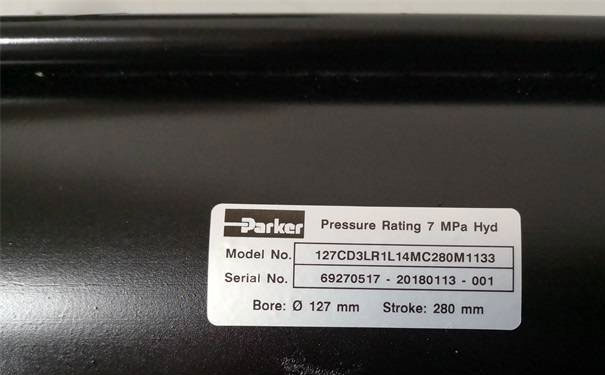 Parker Pressure Rating 7 MPa Hyd
Model No. 127CD3LR1L14MC280M1133
Serial No. 69270517 - 20180113 - 001
Bore: Ø 127 mm Stroke: 280 mm